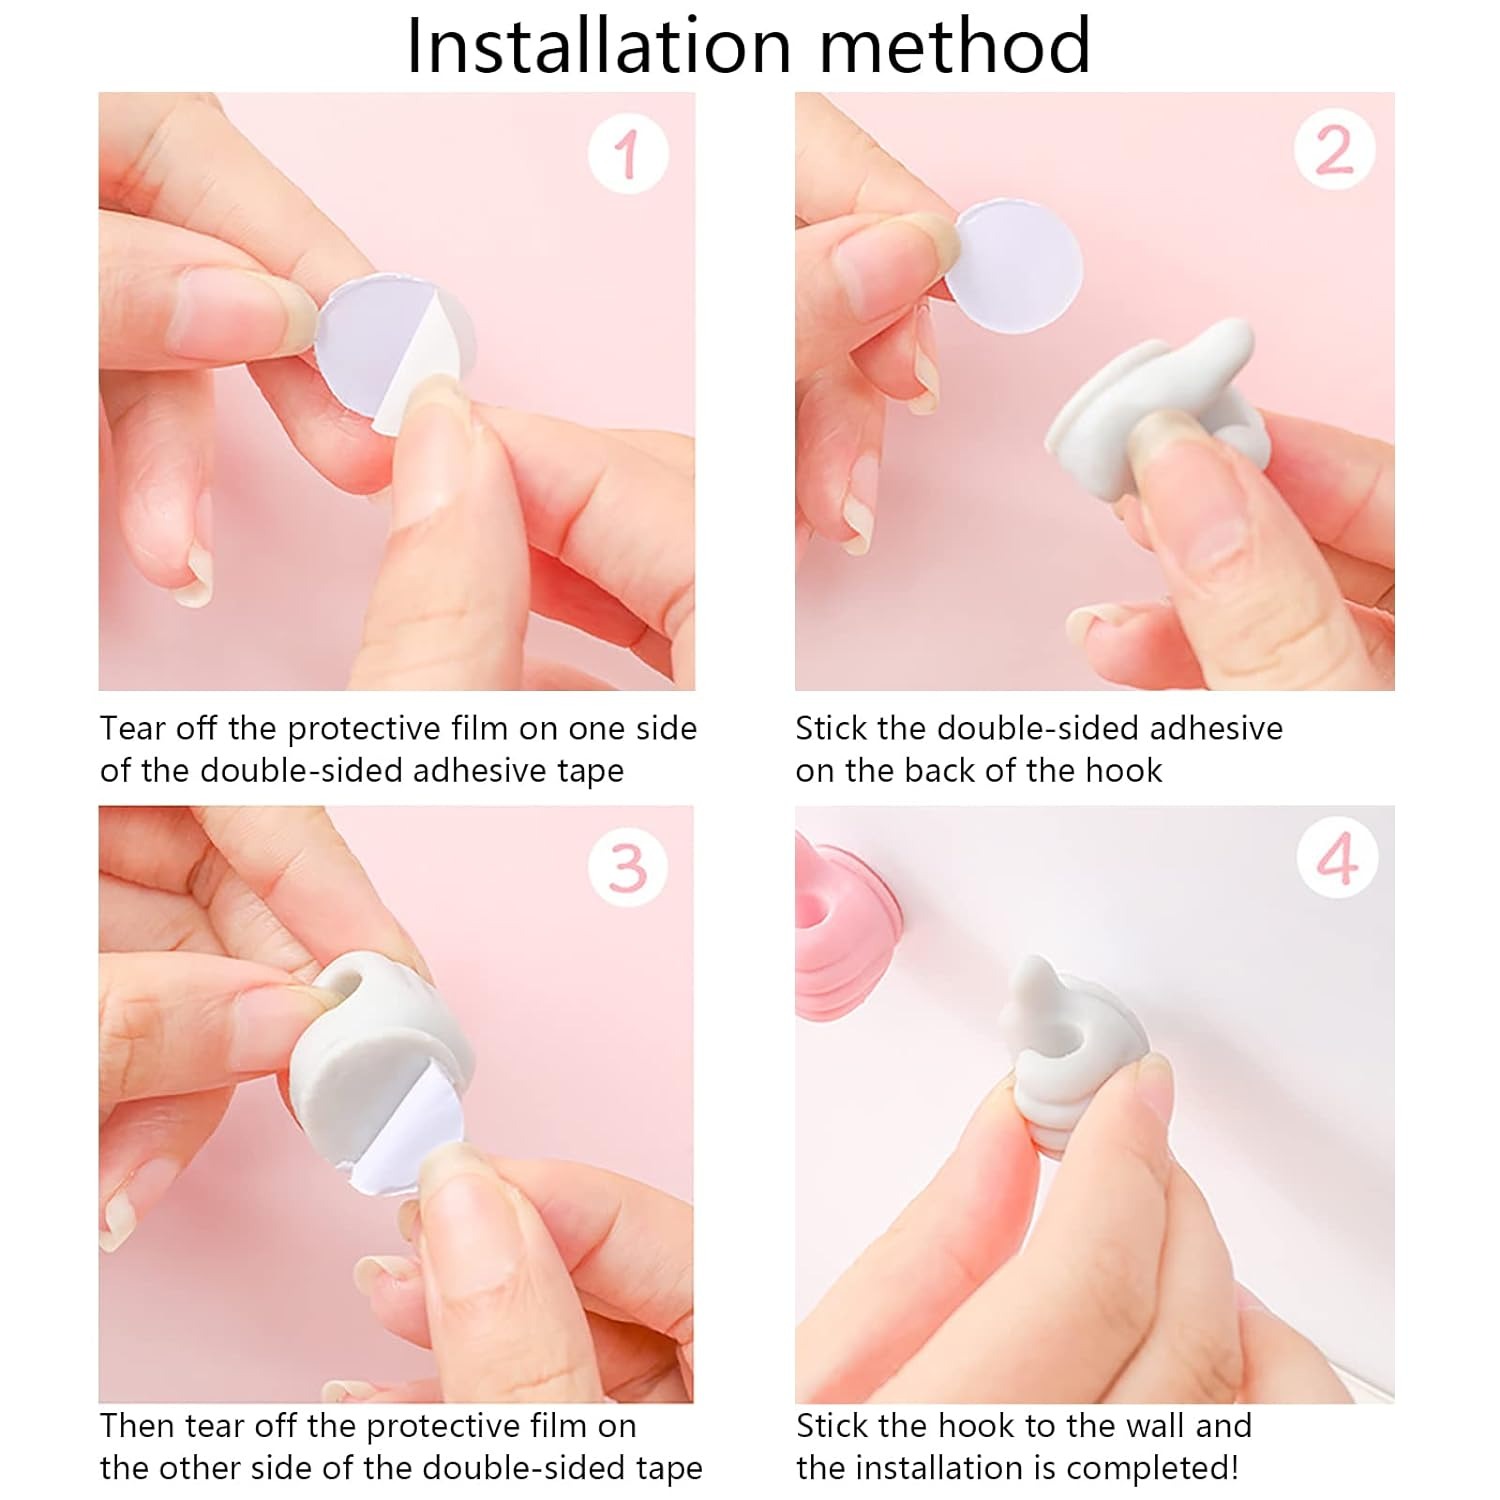 Installation method
1
2
Tear off the protective film on one side
of the double-sided adhesive tape
Stick the double-sided adhesive
on the back of the hook
3
4
Then tear off the protective film on
the other side of the double-sided tape
Stick the hook to the wall and
the installation is completed!